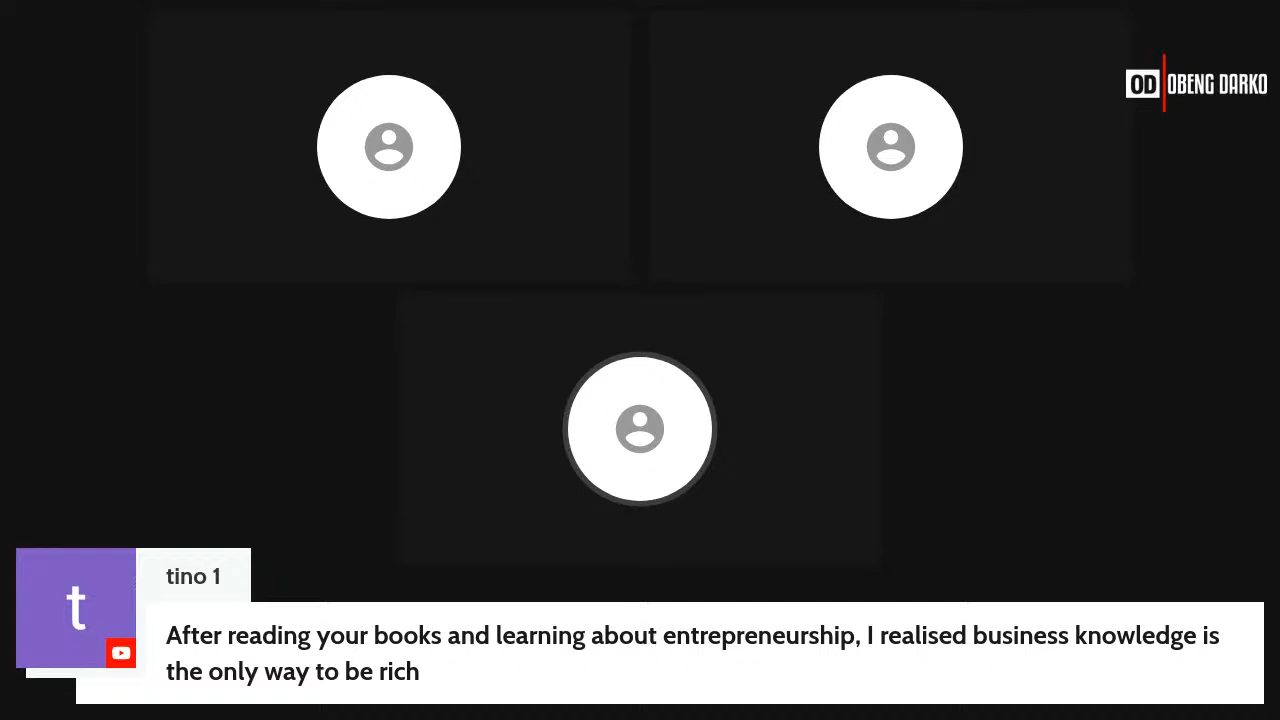 OD OBENG DARKO
t
tino 1
After reading your books and learning about entrepreneurship, I realised business knowledge is
the only way to be rich